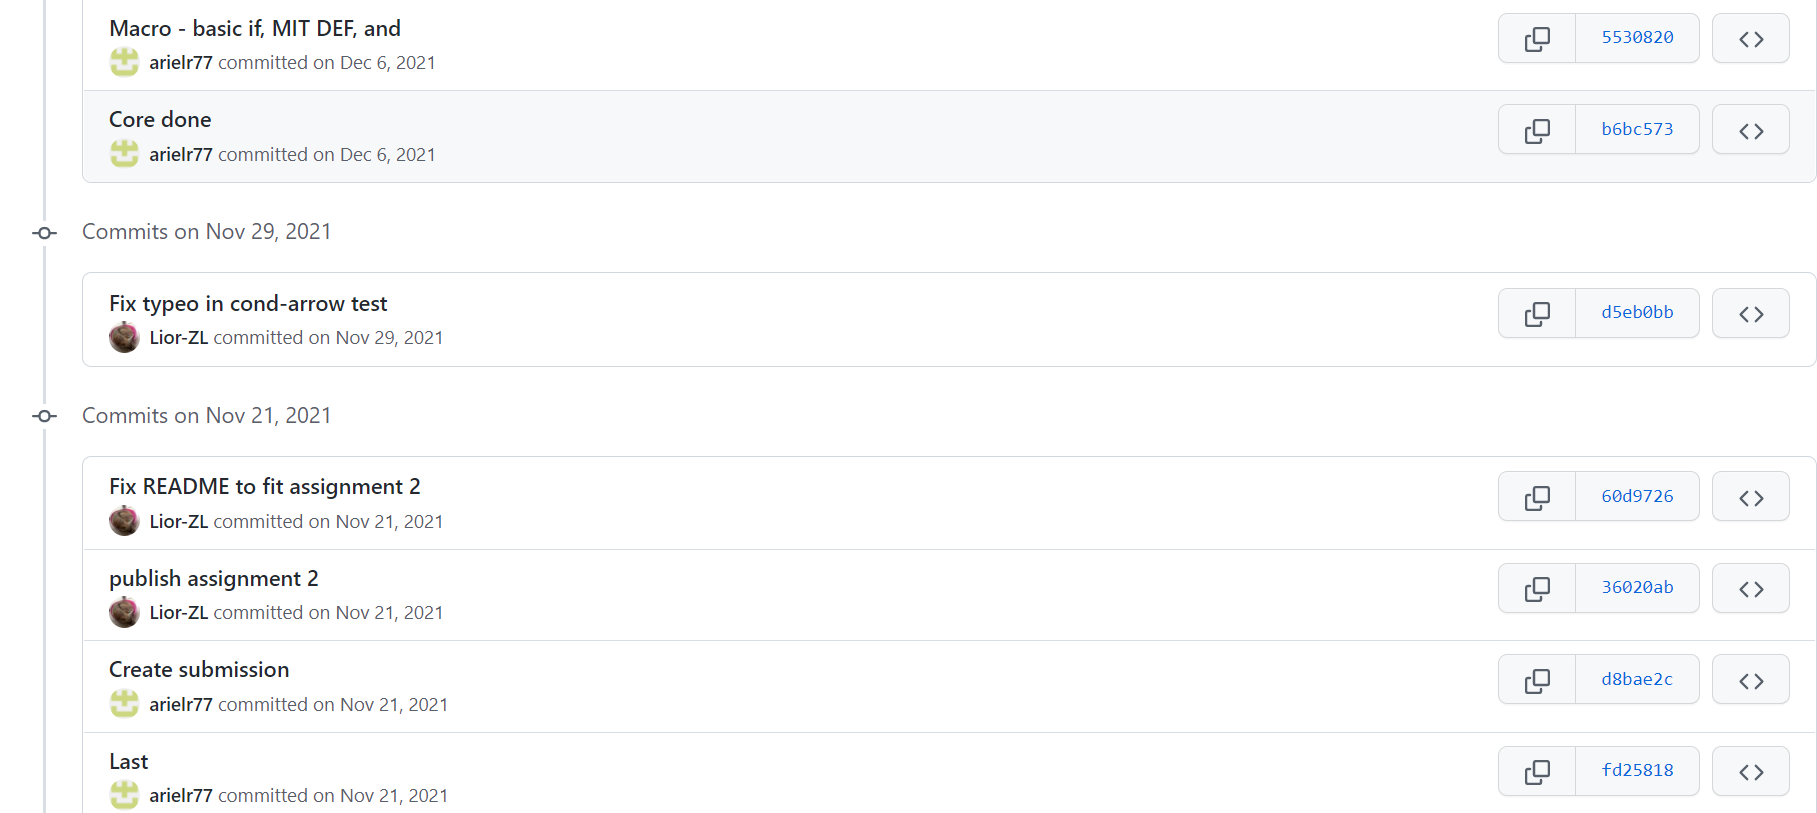 Macro - basic if, MIT DEF, and
5530820
arielr77 committed on Dec 6, 2021
Core done
b6bc573
arielr77 committed on Dec 6, 2021
Commits on Nov 29, 2021
Fix typeo in cond-arrow test
d5eb0bb
Lior-ZL committed on Nov 29, 2021
Commits on Nov 21, 2021
Fix README to fit assignment 2
60d9726
Lior-ZL committed on Nov 21, 2021
publish assignment 2
36020ab
Lior-ZL committed on Nov 21, 2021
Create submission
d8bae2c
arielr77 committed on Nov 21, 2021
Last
fd25818
arielr77 committed on Nov 21, 2021